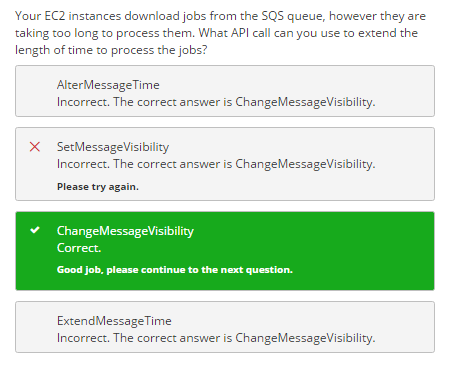 Your EC2 instances download jobs from the SQS queue, however they are
taking too long to process them. What API call can you use to extend the
length of time to process the jobs?
AlterMessageTime
Incorrect. The correct answer is ChangeMessageVisibility.
SetMessageVisibility
Incorrect. The correct answer is ChangeMessageVisibility.
Please try again.
ChangeMessageVisibility
Correct.
Good job, please continue to the next question.
ExtendMessageTime
Incorrect. The correct answer is ChangeMessageVisibility.